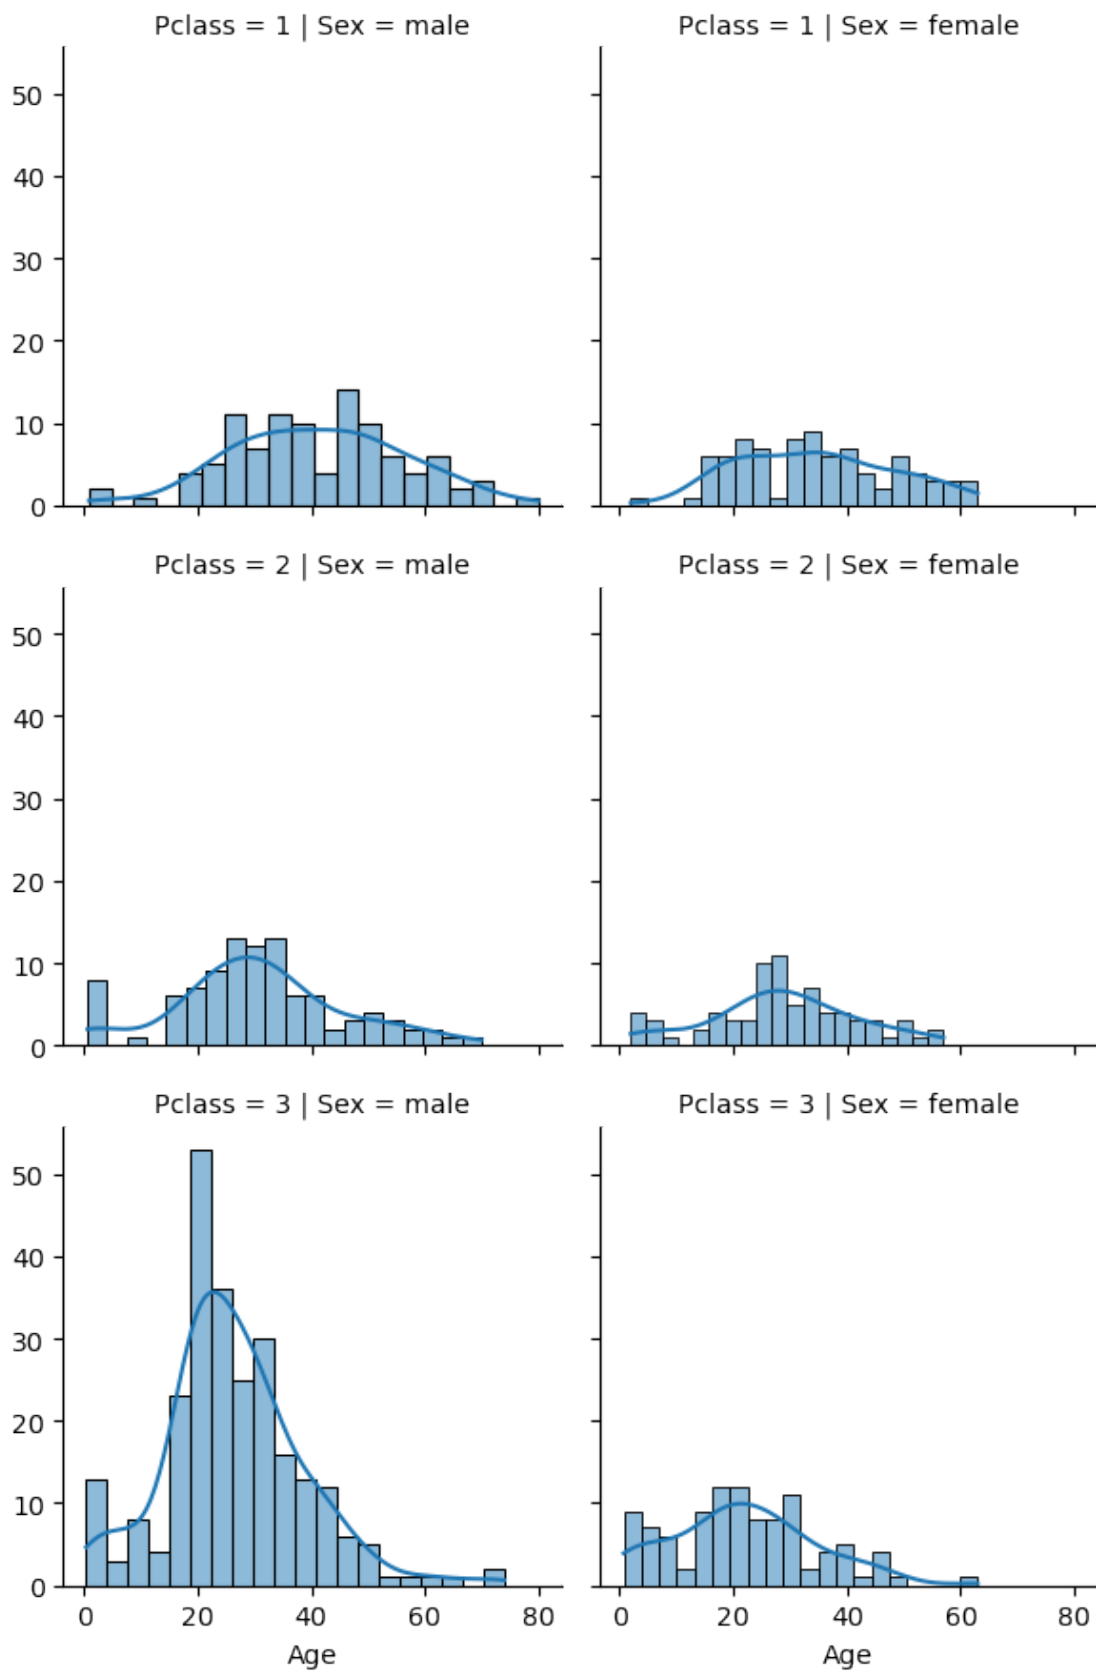 Pclass = 1 | Sex = male
Pclass = 1 | Sex = female
50
40
30
20
10
0
Pclass = 2 | Sex = male
Pclass = 2 | Sex = female
50
40
30
20
10
0
Pclass = 3 | Sex = male
Pclass = 3 | Sex = female
50
40
30
20
10
0
0 20 40 60 80
0 20 40 60 80
Age
Age